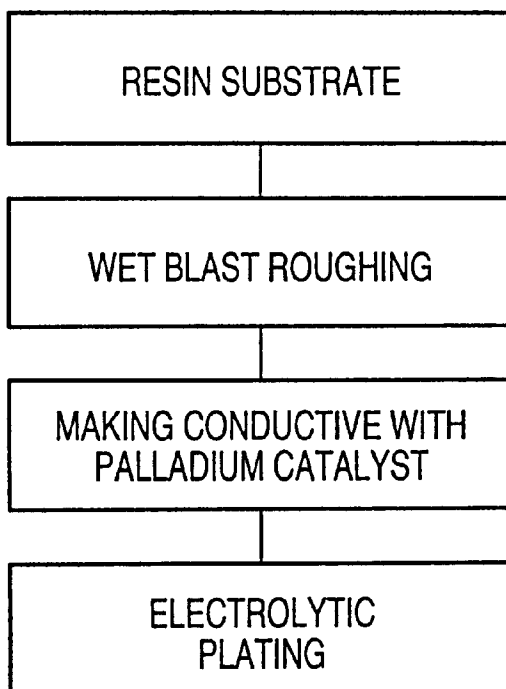 RESIN SUBSTRATE
WET BLAST ROUGHING
MAKING CONDUCTIVE WITH
PALLADIUM CATALYST
ELECTROLYTIC
PLATING